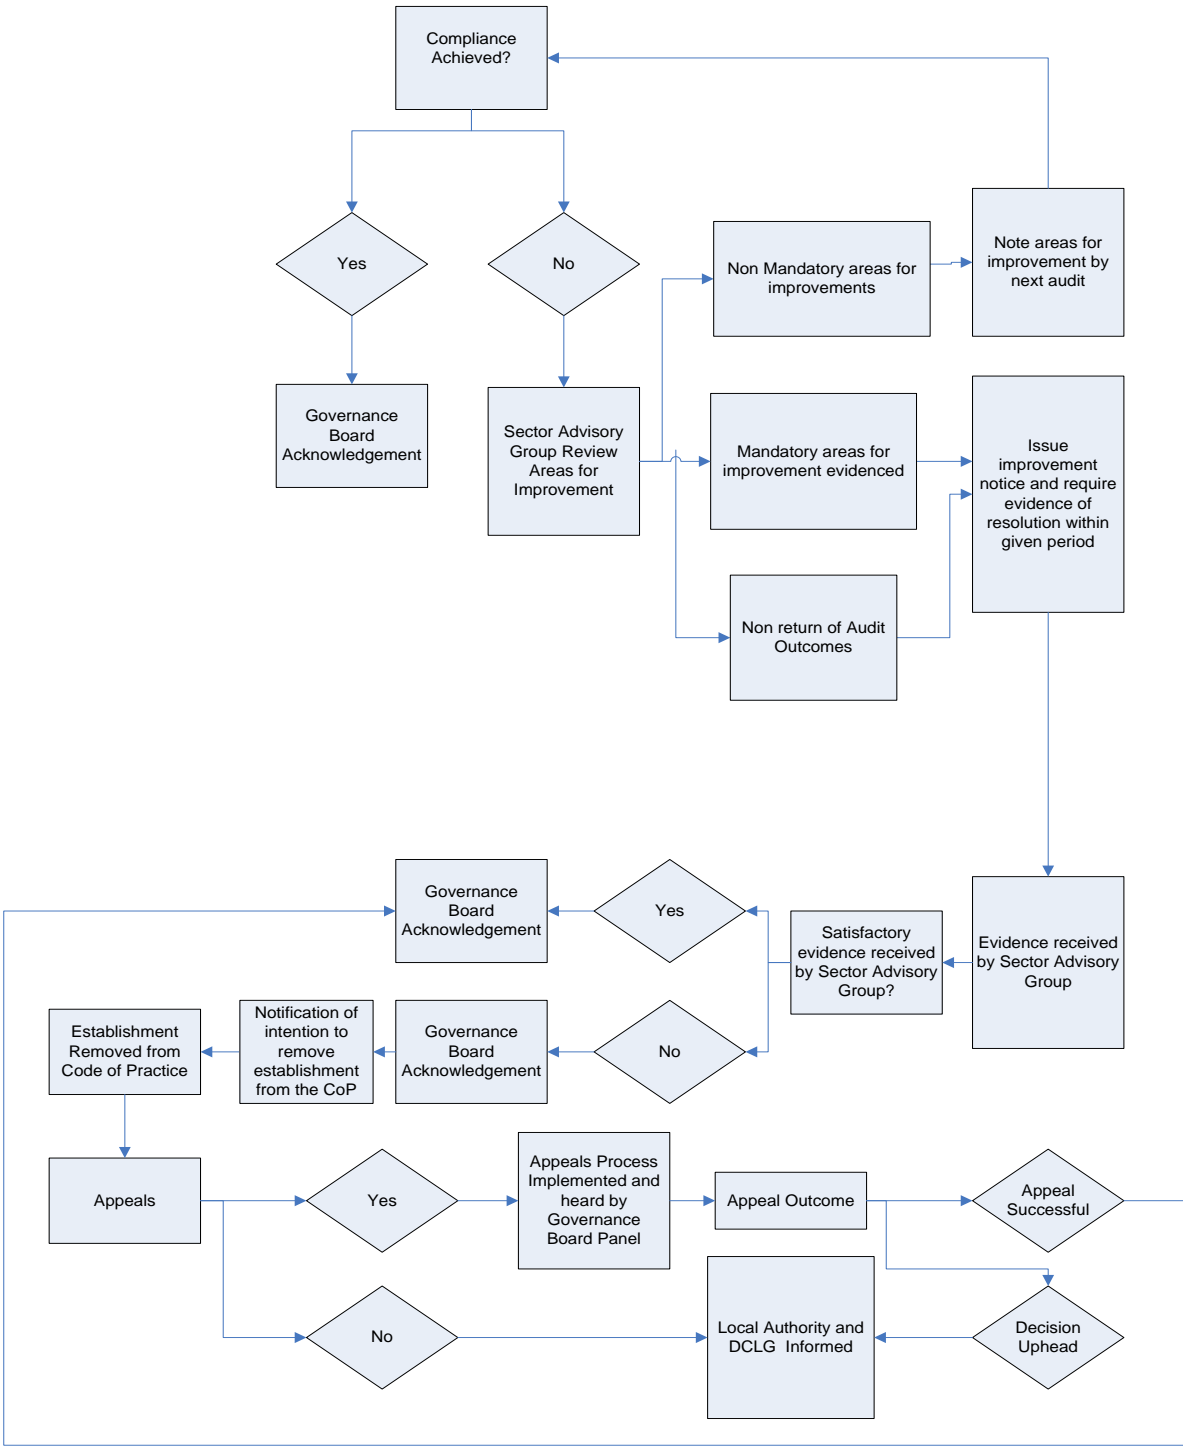 Compliance
Achieved?
Yes
No
Non Mandatory areas for
improvements
Note areas for
improvement by
next audit
Governance
Board
Acknowledgement
Sector Advisory
Group Review
Areas for
Improvement
Mandatory areas for
improvement evidenced
Issue
improvement
notice and require
evidence of
resolution within
given period
Non return of Audit
Outcomes
Governance
Board
Acknowledgement
Yes
Satisfactory
evidence received
by Sector Advisory
Group?
Evidence received
by Sector Advisory
Group
Establishment
Removed from
Code of Practice
Notification of
intention to
remove
establishment
from the CoP
Governance
Board
Acknowledgement
No
Appeals
Yes
Appeals Process
Implemented and
heard by
Governance
Board Panel
Appeal Outcome
Appeal
Successful
No
Local Authority and
DCLG  Informed
Decision
Uphead